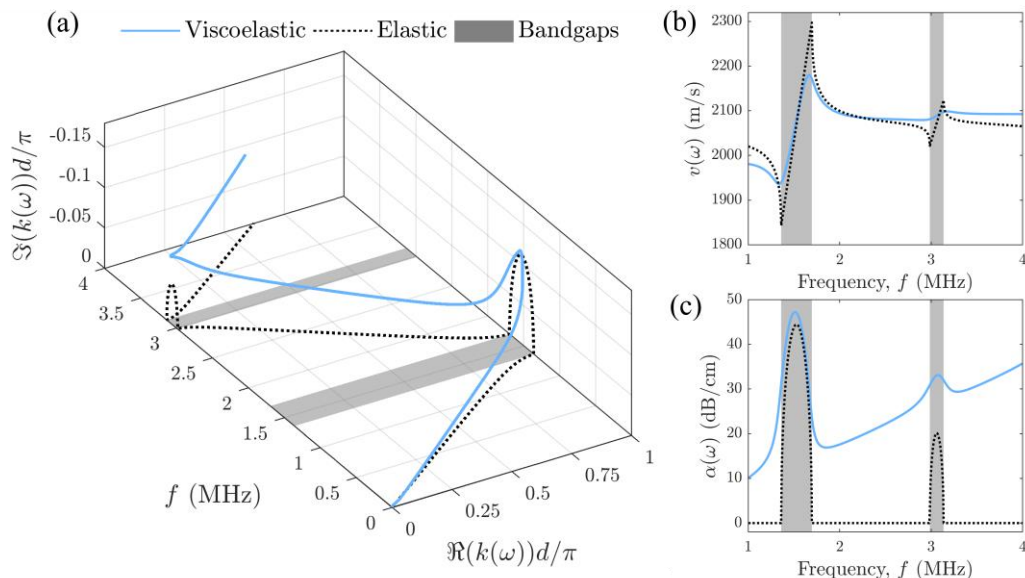 (a)
Viscoelastic
Elastic
Bandgaps
ℑ(k(ω))d/π
-0.15
-0.1
-0.05
0
4
3.5
3
2.5
2
1.5
1
0.5
0
f (MHz)
0
0.25
0.5
0.75
1
ℜ(k(ω))d/π
(b)
v(ω) (m/s)
2300
2200
2100
2000
1900
1800
1
2
3
4
Frequency, f (MHz)
(c)
α(ω) (dB/cm)
50
40
30
20
10
0
1
2
3
4
Frequency, f (MHz)